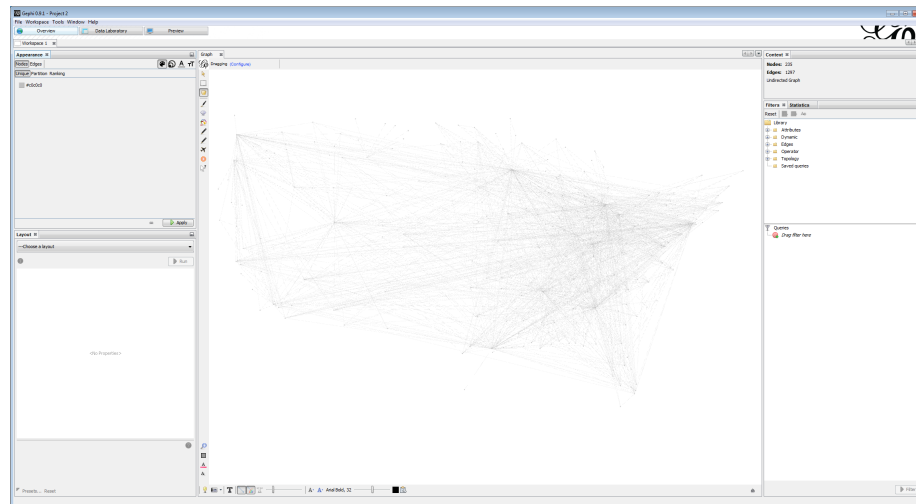 Gephi 0.9.1 - Project 2
File Workspace Tools Window Help
Overview
Data Laboratory
Preview
Workspace 1
Appearance
Nodes Edges
Unique Partition Ranking
#c0c0c0
Apply
Layout
---Choose a layout
Run
<No Properties>
Presets... Reset
Graph
Dragging (Configure)
Arial Bold, 32
Context
Nodes: 235
Edges: 1297
Undirected Graph
Filters Statistics
Reset
Library
Attributes
Dynamic
Edges
Operator
Topology
Saved queries
Queries
Drag filter here
Filter